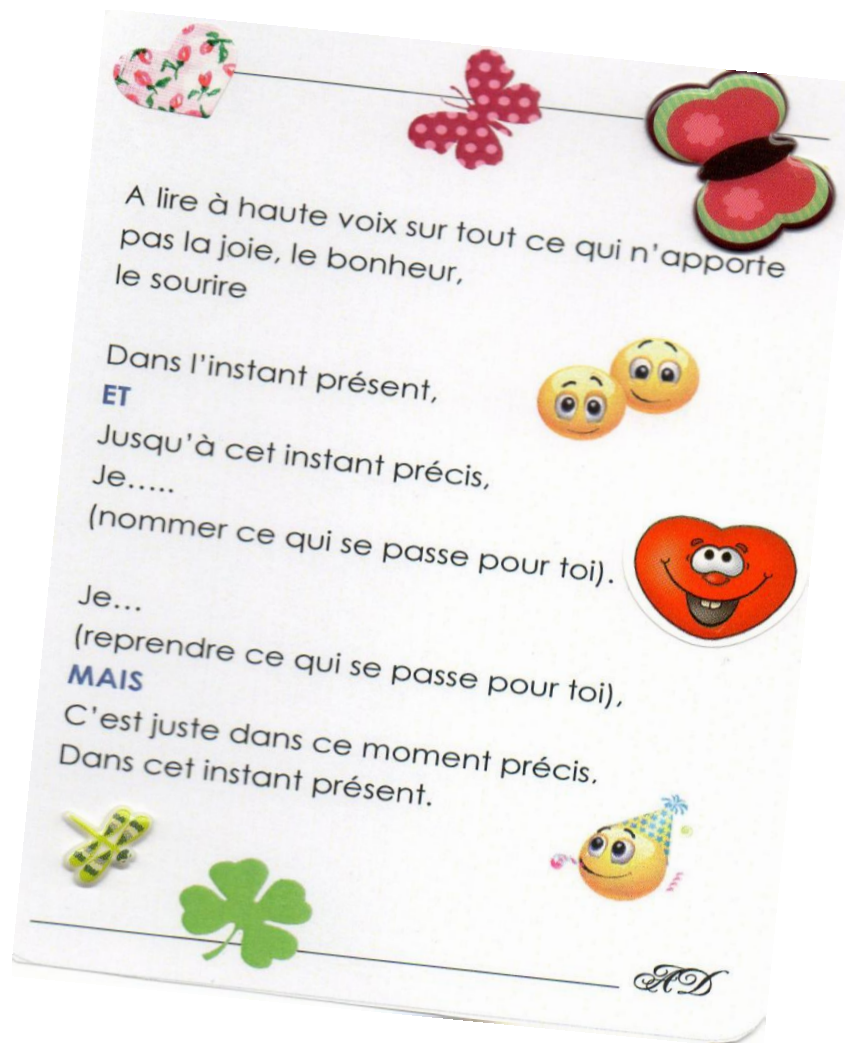 A lire à haute voix sur tout ce qui n'apporte
pas la joie, le bonheur,
le sourire
Dans l'instant présent,
ET
Jusqu'à cet instant précis,
Je.....
(nommer ce qui se passe pour toi).
Je...
(reprendre ce qui se passe pour toi),
MAIS
C'est juste dans ce moment précis.
Dans cet instant présent.
AD